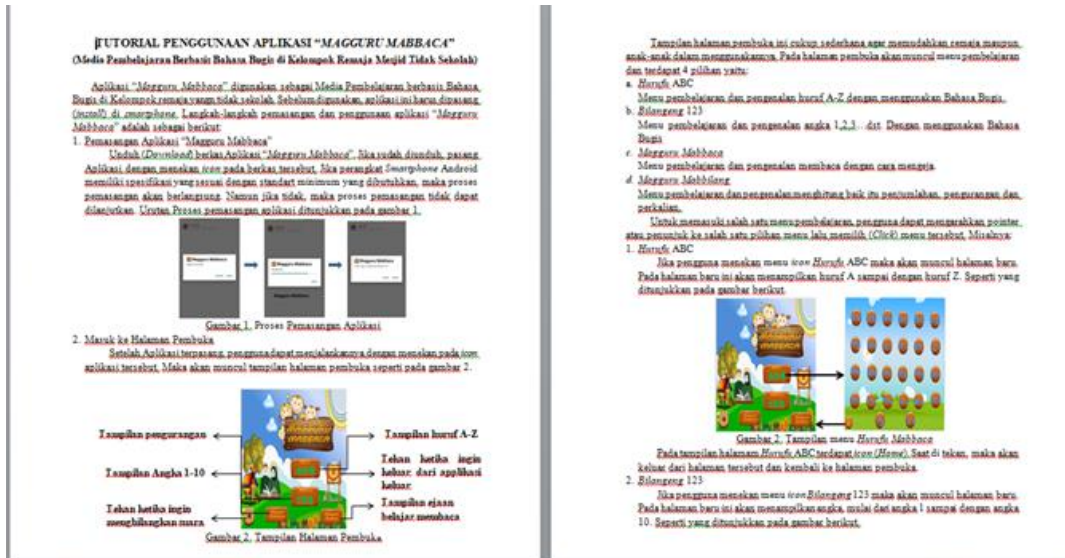 TUTORIAL PENGGUNAAN APLIKASI “MAGGURU MABBACA”
(Media Pembelajaran Berbasis Bahasa Bugis di Kelompok Remaja Mesjid Tidak Sekolah)
Aplikasi “Magguru Mabbaca” digunakan sebagai Media Pembelajaran berbasis Bahasa
Bugis di Kelompok remaja yang tidak sekolah. Sebelum digunakan, aplikasi ini harus dipasang
(install) di smartphone. Langkah-langkah pemasangan dan penggunaan aplikasi “Magguru
Mabbaca” adalah sebagai berikut:
1. Pemasangan Aplikasi “Magguru Mabbaca”
Unduh (Download) berkas Aplikasi “Magguru Mabbaca”. Jika sudah diunduh, pasang
Aplikasi dengan menekan icon pada berkas tersebut. Jika perangkat Smartphone Android
memiliki spesifikasi yang sesuai dengan standart minimum yang dibutuhkan, maka proses
pemasangan akan berlangsung. Namun jika tidak, maka proses pemasangan tidak dapat
dilanjutkan. Urutan Proses pemasangan aplikasi ditunjukkan pada gambar 1.
Magguru Mabbaca
Magguru Mabbaca
Magguru Mabbaca
Gambar 1. Proses Pemasangan Aplikasi
2. Masuk ke Halaman Pembuka
Setelah Aplikasi terpasang, pengguna dapat menjalankannya dengan menekan pada icon
aplikasi tersebut. Maka akan muncul tampilan halaman pembuka seperti pada gambar 2.
MAGGURU
MABBACA
Tampilan pengurangan
Tampilan Angka 1-10
Tekan ketika ingin
menghilangkan suara
Tampilan huruf A-Z
Tekan ketika ingin
keluar dari applikasi
keluar.
Tampilan ejaan
belajar membaca
Gambar 2. Tampilan Halaman Pembuka
Tampilan halaman pembuka ini cukup sederhana agar memudahkan remaja maupun
anak-anak dalam menggunakannya. Pada halaman pembuka akan muncul menu pembelajaran
dan terdapat 4 pilihan yaitu:
a. Hurufu ABC
Menu pembelajaran dan pengenalan huruf A-Z dengan menggunakan Bahasa Bugis.
b. Bilangeng 123
Menu pembelajaran dan pengenalan angka 1,2,3…dst. Dengan menggunakan Bahasa
Bugis
c. Magguru Mabbaca
Menu pembelajaran dan pengenalan membaca dengan cara mengeja.
d. Magguru Mabbilang
Menu pembelajaran dan pengenalan menghitung baik itu penjumlahan, pengurangan dan
perkalian.
Untuk memasuki salah satu menu pembelajaran, pengguna dapat mengarahkan pointer
atau penunjuk ke salah satu pilihan menu lalu memilih (Click) menu tersebut. Misalnya:
1. Hurufu ABC
Jika pengguna menekan menu icon Hurufu ABC maka akan muncul halaman baru.
Pada halaman baru ini akan menampilkan huruf A sampai dengan huruf Z. Seperti yang
ditunjukkan pada gambar berikut.
MAGGURU
MABBACA
Gambar 2. Tampilan menu Hurufu Mabbaca
Pada tampilan halamam Hurufu ABC terdapat icon (Home). Saat di tekan, maka akan
keluar dari halaman tersebut dan kembali ke halaman pembuka.
2. Bilangeng 123
Jika pengguna menekan menu icon Bilangeng 123 maka akan muncul halaman baru.
Pada halaman baru ini akan menampilkan angka, mulai dari angka 1 sampai dengan angka
10. Seperti yang ditunjukkan pada gambar berikut.